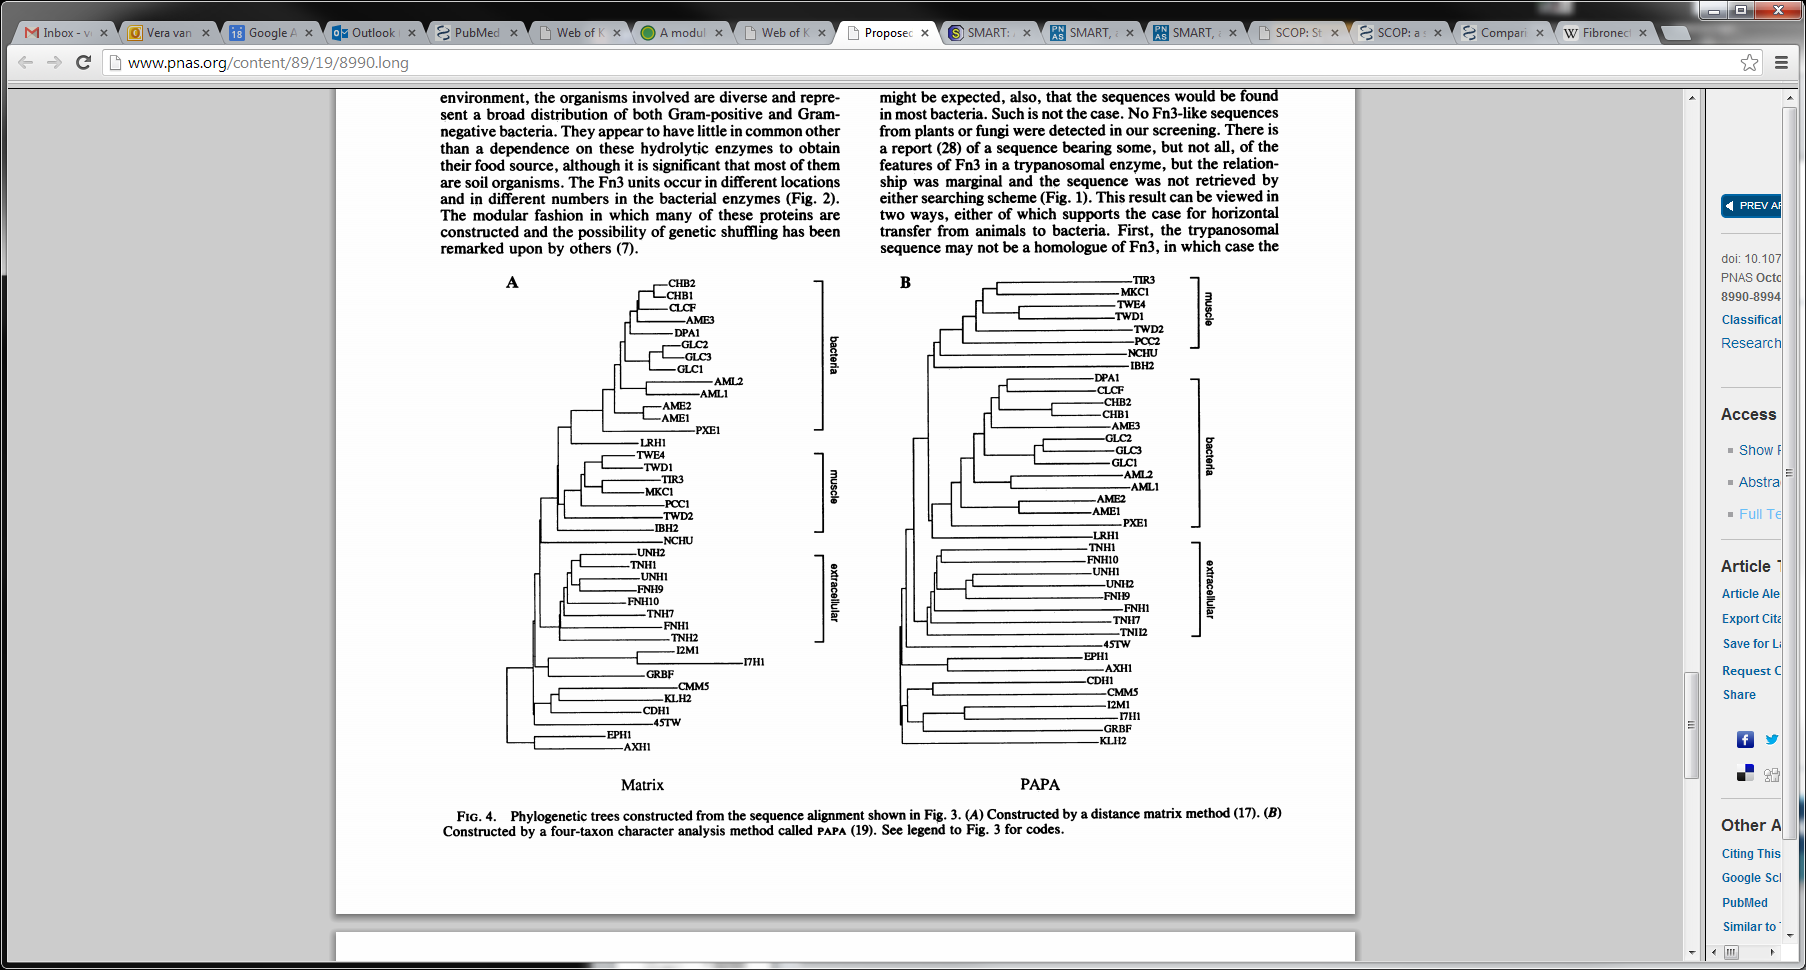 Inbox - v
Vera van
Google A
Outlook
PubMed
Web of K
A modul
Web of K
Proposed
SMART:
SMART,
SMART,
SCOP: St
SCOP: a
Compari
Fibronec
www.pnas.org/content/89/19/8990.long
environment, the organisms involved are diverse and repre-
sent a broad distribution of both Gram-positive and Gram-
negative bacteria. They appear to have little in common other
than a dependence on these hydrolytic enzymes to obtain
their food source, although it is significant that most of them
are soil organisms. The Fn3 units occur in different locations
and in different numbers in the bacterial enzymes (Fig. 2).
The modular fashion in which many of these proteins are
constructed and the possibility of genetic shuffling has been
remarked upon by others (7).
might be expected, also, that the sequences would be found
in most bacteria. Such is not the case. No Fn3-like sequences
from plants or fungi were detected in our screening. There is
a report (28) of a sequence bearing some, but not all, of the
features of Fn3 in a trypanosomal enzyme, but the relation-
ship was marginal and the sequence was not retrieved by
either searching scheme (Fig. 1). This result can be viewed in
two ways, either of which supports the case for horizontal
transfer from animals to bacteria. First, the trypanosomal
sequence may not be a homologue of Fn3, in which case the
A
CHB2
CHB1
CLCF
AME3
DPA1
GLC2
GLC3
GLC1
AML2
AML1
AME2
AME1
PXE1
LRH1
TWE4
TWD1
TIR3
MKC1
PCC1
TWD2
IBH2
NCHU
UNH2
TNH1
UNH1
FNH9
FNH10
TNH7
FNH1
TNH2
I2M1
I7H1
GRBF
CMM5
KLH2
CDH1
45TW
EPH1
AXH1
bacteria
muscle
extracellular
Matrix
B
TIR3
MKC1
TWE4
TWD1
TWD2
PCC2
NCHU
IBH2
DPA1
CLCF
CHB2
CHB1
AME3
GLC2
GLC3
GLC1
AML2
AML1
AME2
AME1
PXE1
LRH1
TNH1
FNH10
UNH1
UNH2
FNH9
FNH1
TNH7
TNH2
45TW
EPH1
AXH1
CDH1
CMM5
I2M1
I7H1
GRBF
KLH2
muscle
bacteria
extracellular
PAPA
FIG. 4. Phylogenetic trees constructed from the sequence alignment shown in Fig. 3. (A) Constructed by a distance matrix method (17). (B)
Constructed by a four-taxon character analysis method called PAPA (19). See legend to Fig. 3 for codes.
PREV AR
doi: 10.107
PNAS Octo
8990-8994
Classificat
Research
Access
Show F
Abstra
Full Te
Article T
Article Ale
Export Cita
Save for La
Request C
Share
Other A
Citing This
Google Scl
PubMed
Similar to